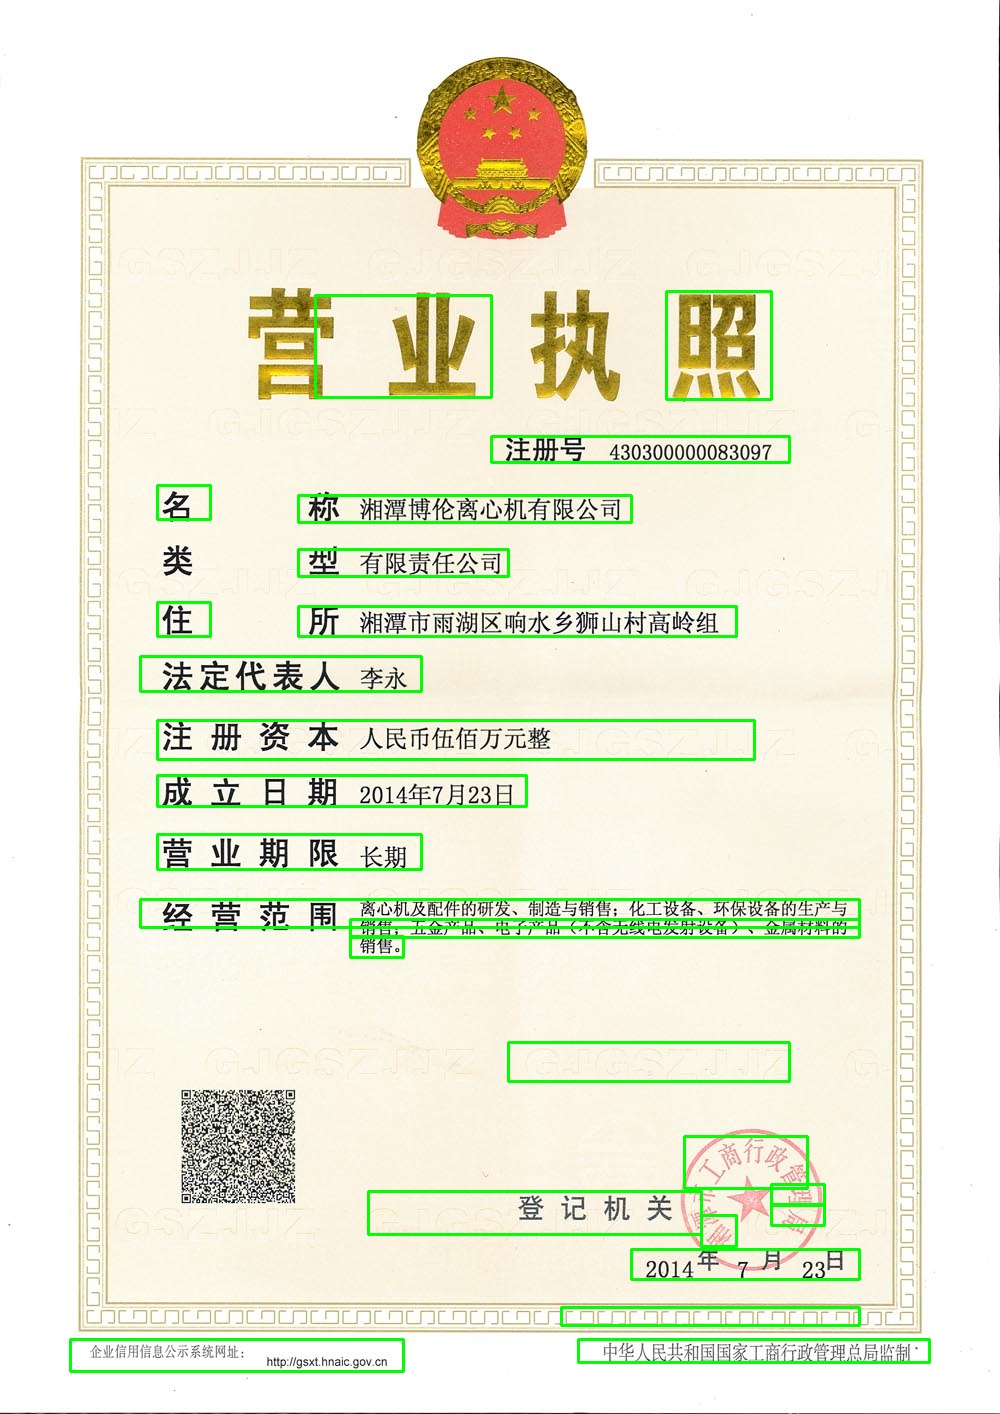 营业执照
注册号 430300000083097
名称 湘潭博伦离心机有限公司
类型 有限责任公司
住所 湘潭市雨湖区响水乡狮山村高岭组
法定代表人 李永
注册资本 人民币伍佰万元整
成立日期 2014年7月23日
营业期限 长期
经营范围 离心机及配件的研发、制造与销售；化工设备、环保设备的生产与
销售；五金产品、电子产品（不含无线电发射设备）、金属材料的
销售。
湘潭市工商行政管理局
登记机关
2014年7月23日
企业信用信息公示系统网址： http://gsxt.hnaic.gov.cn
中华人民共和国国家工商行政管理总局监制